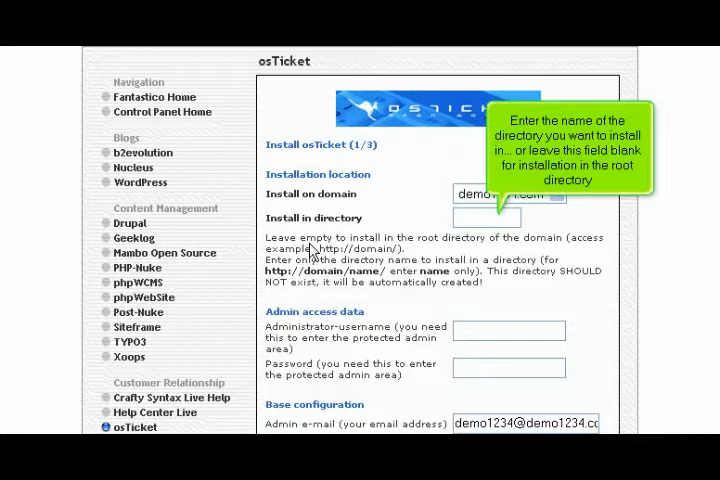 osTicket
Navigation
Fantastico Home
Control Panel Home
Blogs
b2evolution
Nucleus
WordPress
Content Management
Drupal
Geeklog
Mambo Open Source
PHP-Nuke
phpWCMS
phpWebSite
Post-Nuke
Siteframe
TYPO3
Xoops
Customer Relationship
Crafty Syntax Live Help
Help Center Live
osTicket
Install osTicket (1/3)
Enter the name of the
directory you want to install
in... or leave this field blank
for installation in the root
directory
Installation location
Install on domain
Install in directory
Leave empty to install in the root directory of the domain (access
example: http://domain/).
Enter only the directory name to install in a directory (for
http://domain/name/ enter name only). This directory SHOULD
NOT exist, it will be automatically created!
Admin access data
Administrator-username (you need
this to enter the protected admin
area)
Password (you need this to enter
the protected admin area)
Base configuration
Admin e-mail (your email address) demo1234@demo1234.cc